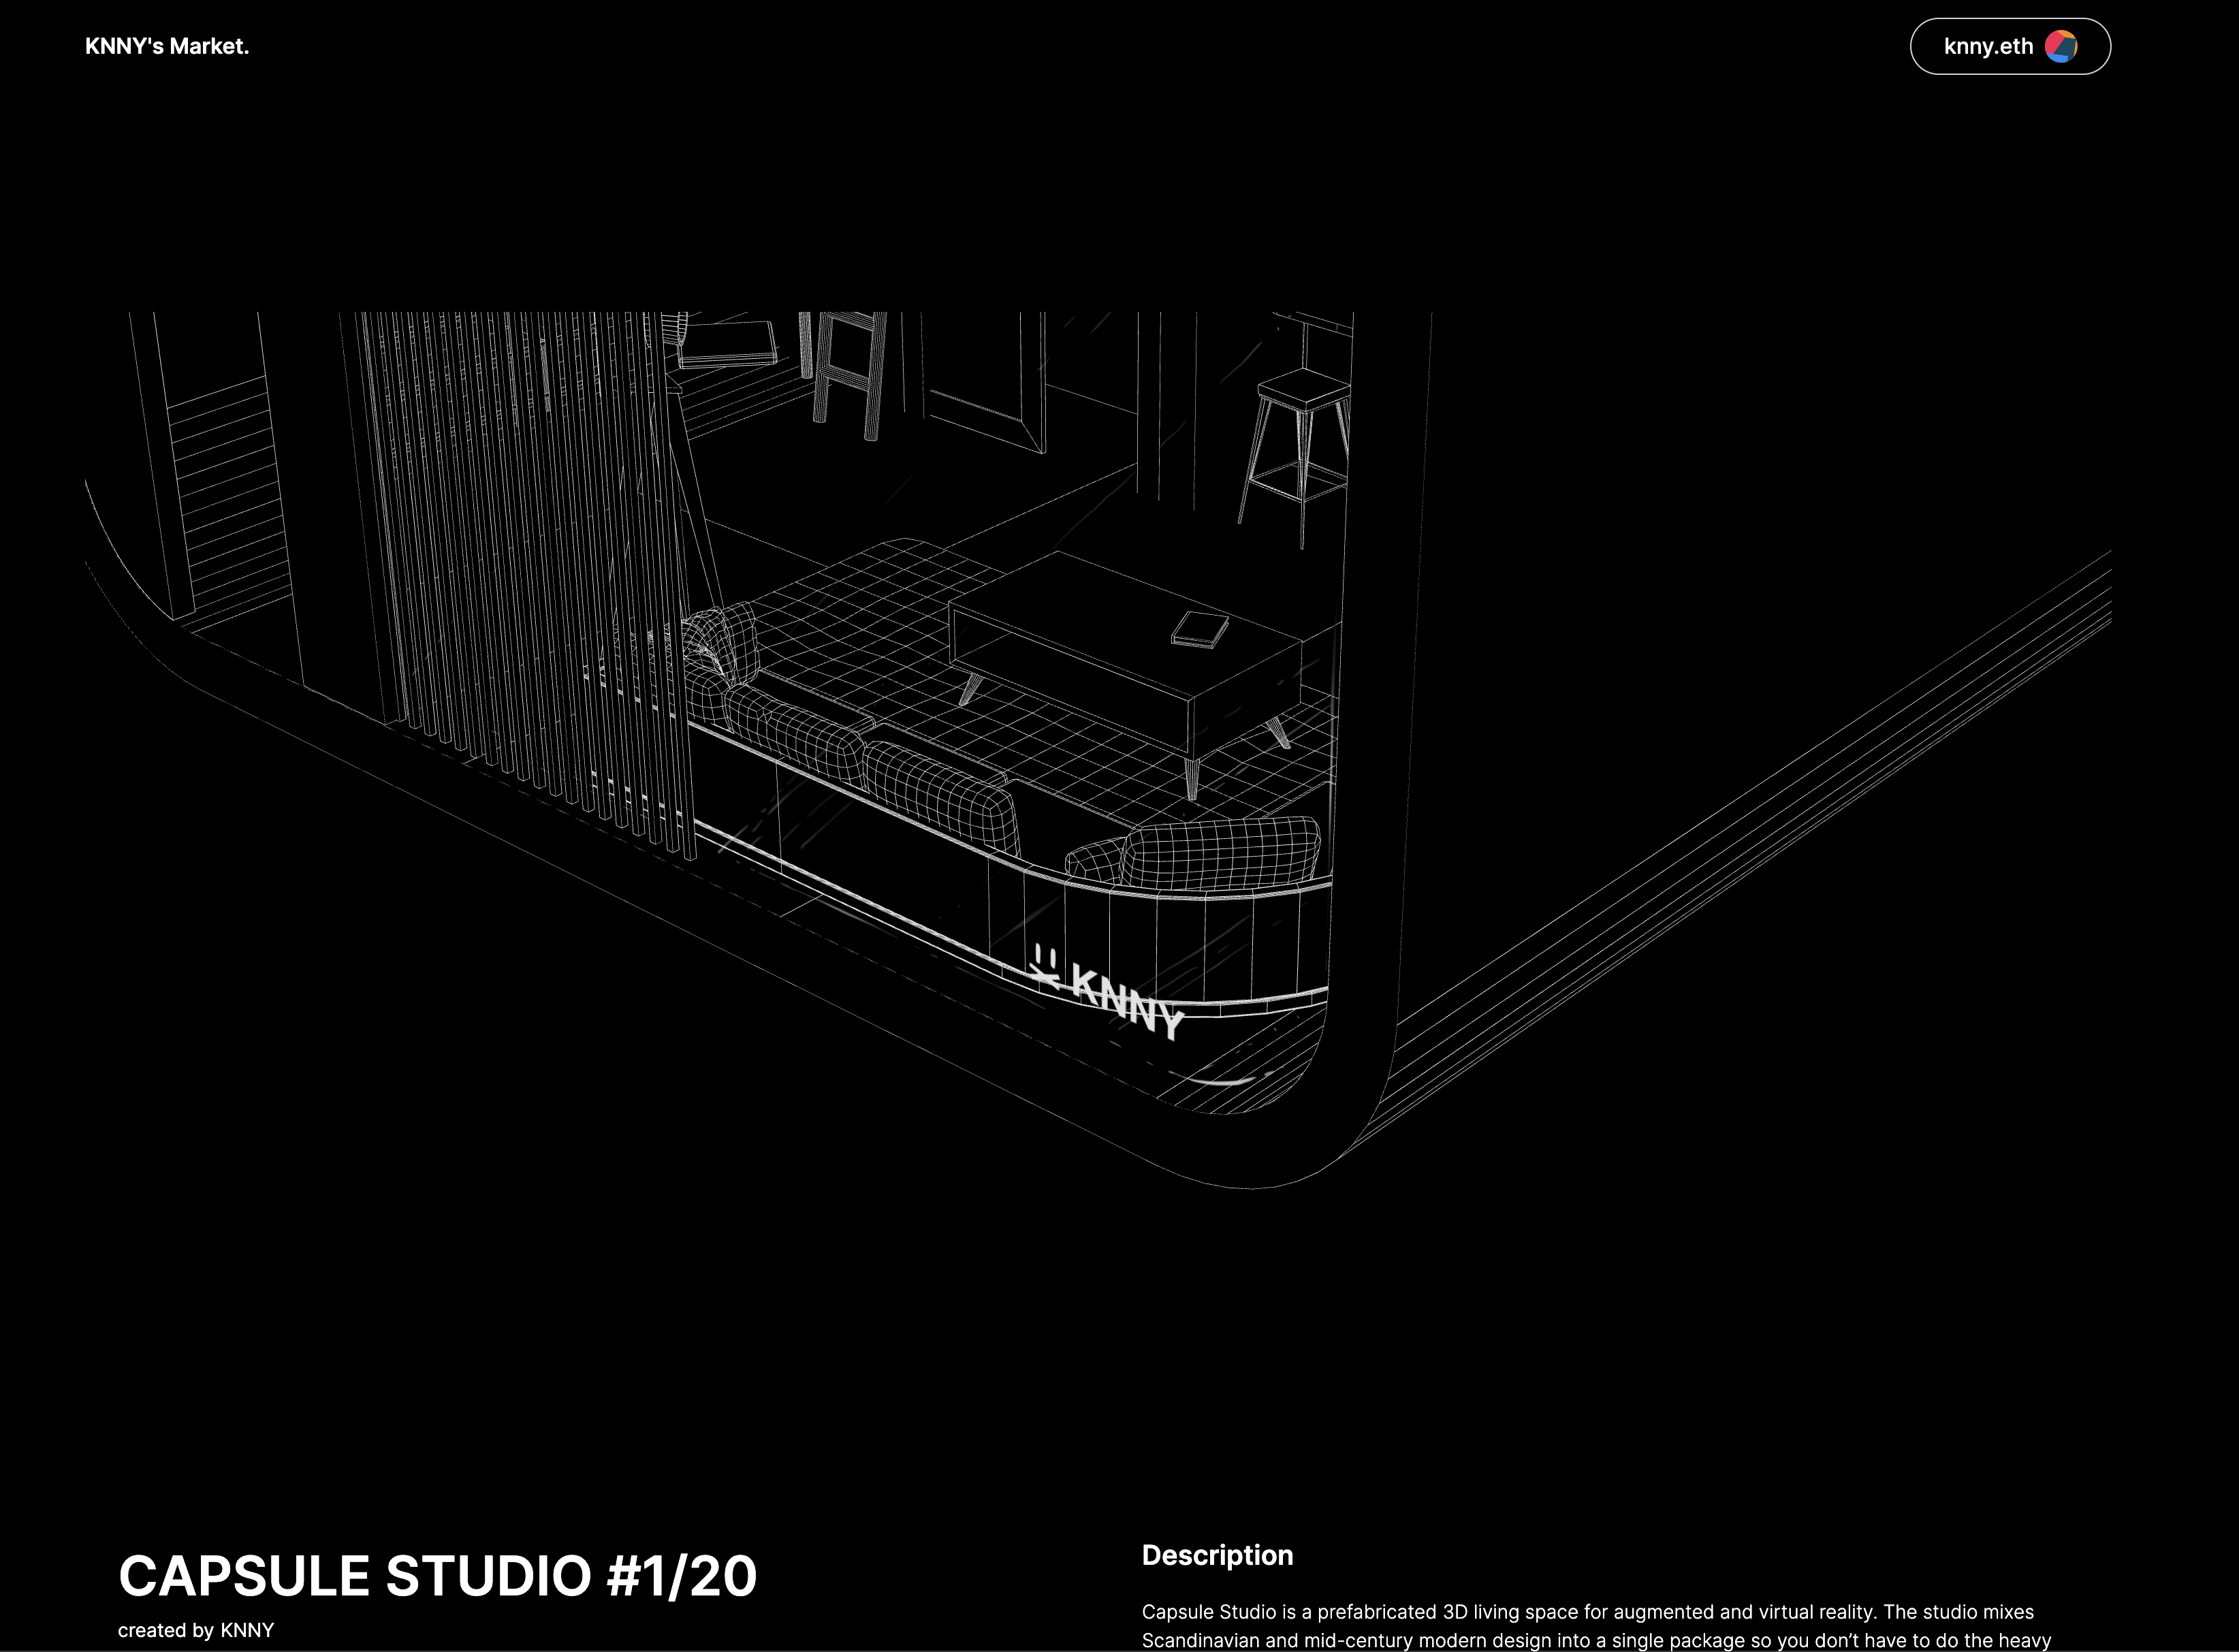 KNNY's Market.
knny.eth
KNNY
CAPSULE STUDIO #1/20
created by KNNY
Description
Capsule Studio is a prefabricated 3D living space for augmented and virtual reality. The studio mixes
Scandinavian and mid-century modern design into a single package so you don’t have to do the heavy